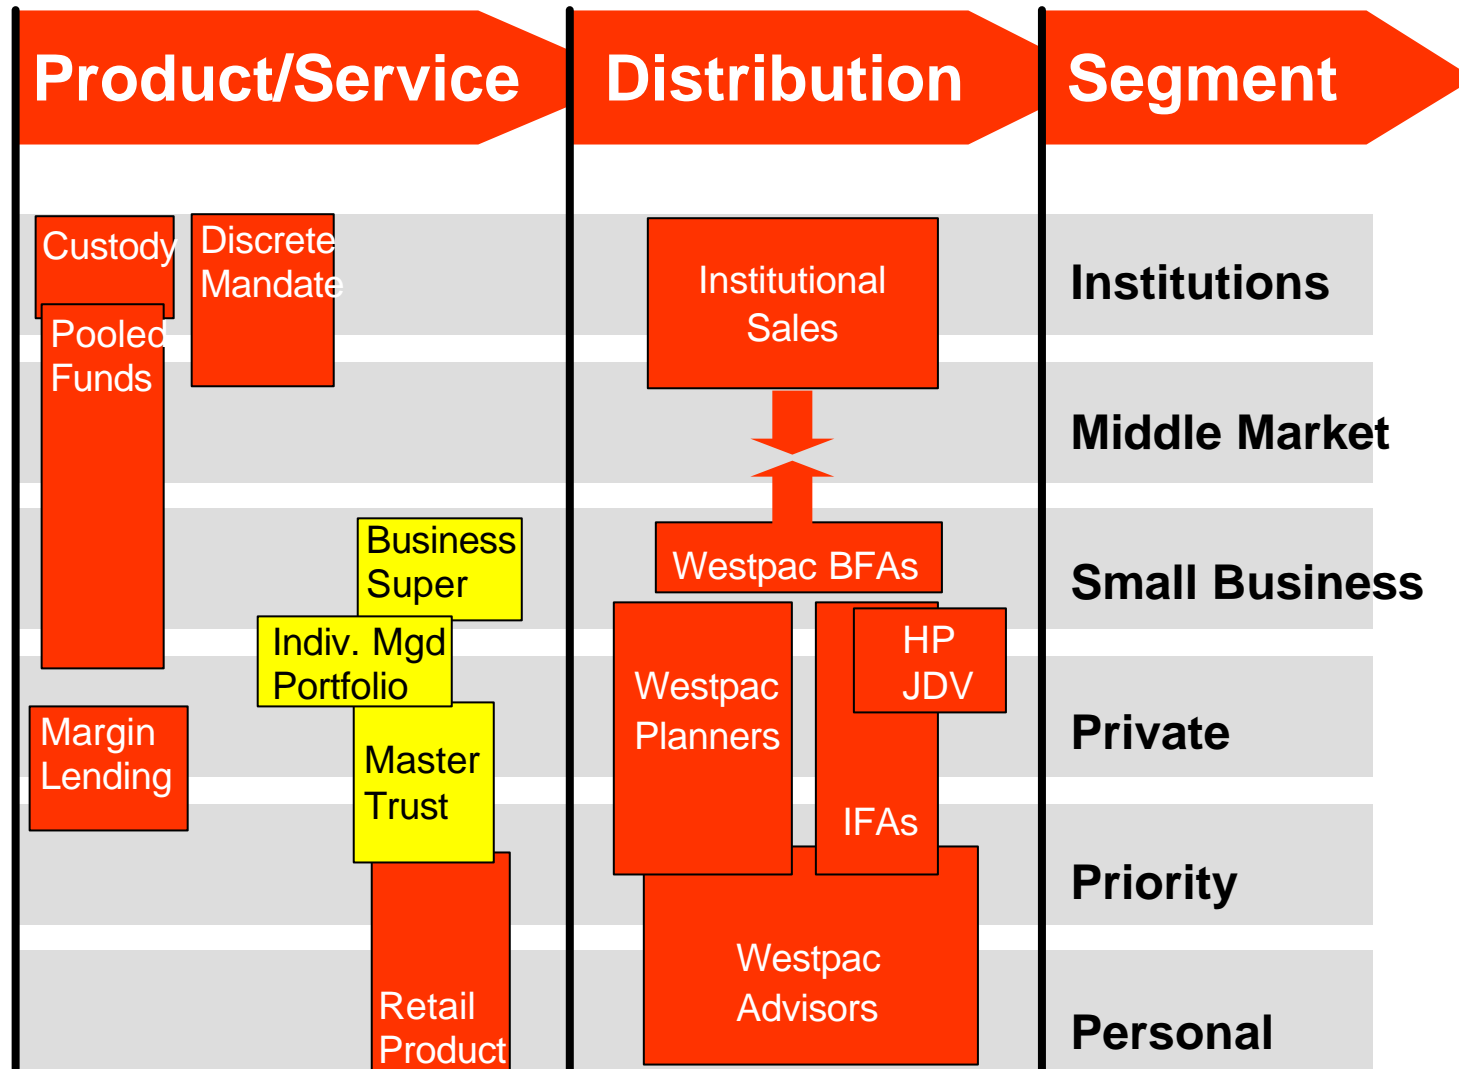 Product/Service
Distribution
Segment
Custody
Discrete
Mandate
Pooled
Funds
Business
Super
Indiv. Mgd
Portfolio
Margin
Lending
Master
Trust
Retail
Product
Institutional
Sales
Westpac BFAs
Westpac
Planners
HP
JDV
IFAs
Westpac
Advisors
Institutions
Middle Market
Small Business
Private
Priority
Personal